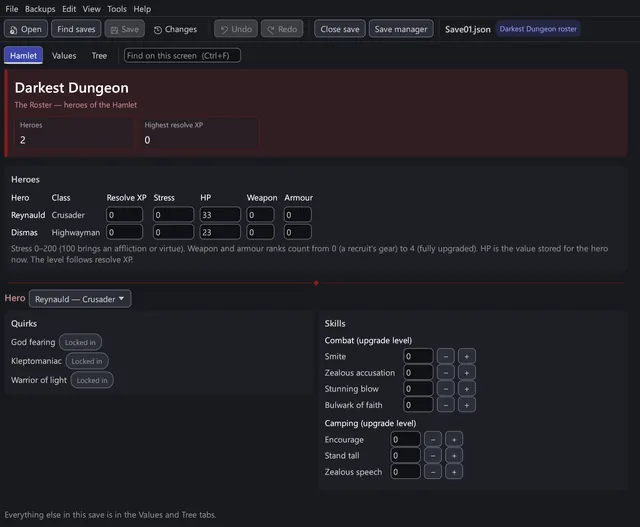 File Backups Edit View Tools Help
Open Find saves Save Changes Undo Redo Close save Save manager Save01.json Darkest Dungeon roster
Hamlet Values Tree Find on this screen (Ctrl+F)
Darkest Dungeon
The Roster — heroes of the Hamlet
Heroes Highest resolve XP
2 0
Heroes
Hero Class Resolve XP Stress HP Weapon Armour
Reynauld Crusader 0 0 33 0 0
Dismas Highwayman 0 0 23 0 0
Stress 0–200 (100 brings an affliction or virtue). Weapon and armour ranks count from 0 (a recruit's gear) to 4 (fully upgraded). HP is the value stored for the hero
now. The level follows resolve XP.
Hero Reynauld — Crusader
Quirks
God fearing Locked in
Kleptomaniac Locked in
Warrior of light Locked in
Skills
Combat (upgrade level)
Smite 0 − +
Zealous accusation 0 − +
Stunning blow 0 − +
Bulwark of faith 0 − +
Camping (upgrade level)
Encourage 0 − +
Stand tall 0 − +
Zealous speech 0 − +
Everything else in this save is in the Values and Tree tabs.